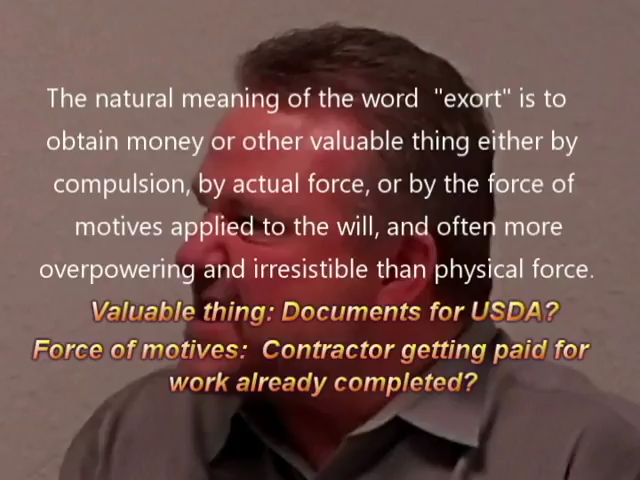 The natural meaning of the word "exort" is to
obtain money or other valuable thing either by
compulsion, by actual force, or by the force of
motives applied to the will, and often more
overpowering and irresistible than physical force.
Valuable thing: Documents for USDA?
Force of motives: Contractor getting paid for
work already completed?